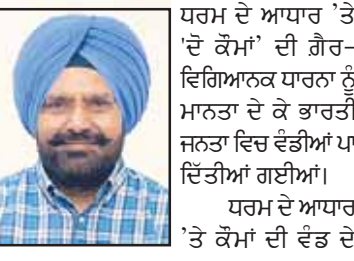 ਧਰਮ ਦੇ ਆਧਾਰ ’ਤੇ
'ਦੋ ਕੌਮਾਂ’ ਦੀ ਗ਼ੈਰ–
ਵਿਗਿਆਨਕ ਧਾਰਨਾ ਨੂੰ
ਮਾਨਤਾ ਦੇ ਕੇ ਭਾਰਤੀ
ਜਨਤਾ ਵਿਚ ਵੰਡੀਆਂ ਪਾ
ਦਿੱਤੀਆਂ ਗਈਆਂ।
ਧਰਮ ਦੇ ਆਧਾਰ
’ਤੇ ਕੌਮਾਂ ਦੀ ਵੰਡ ਦੇ